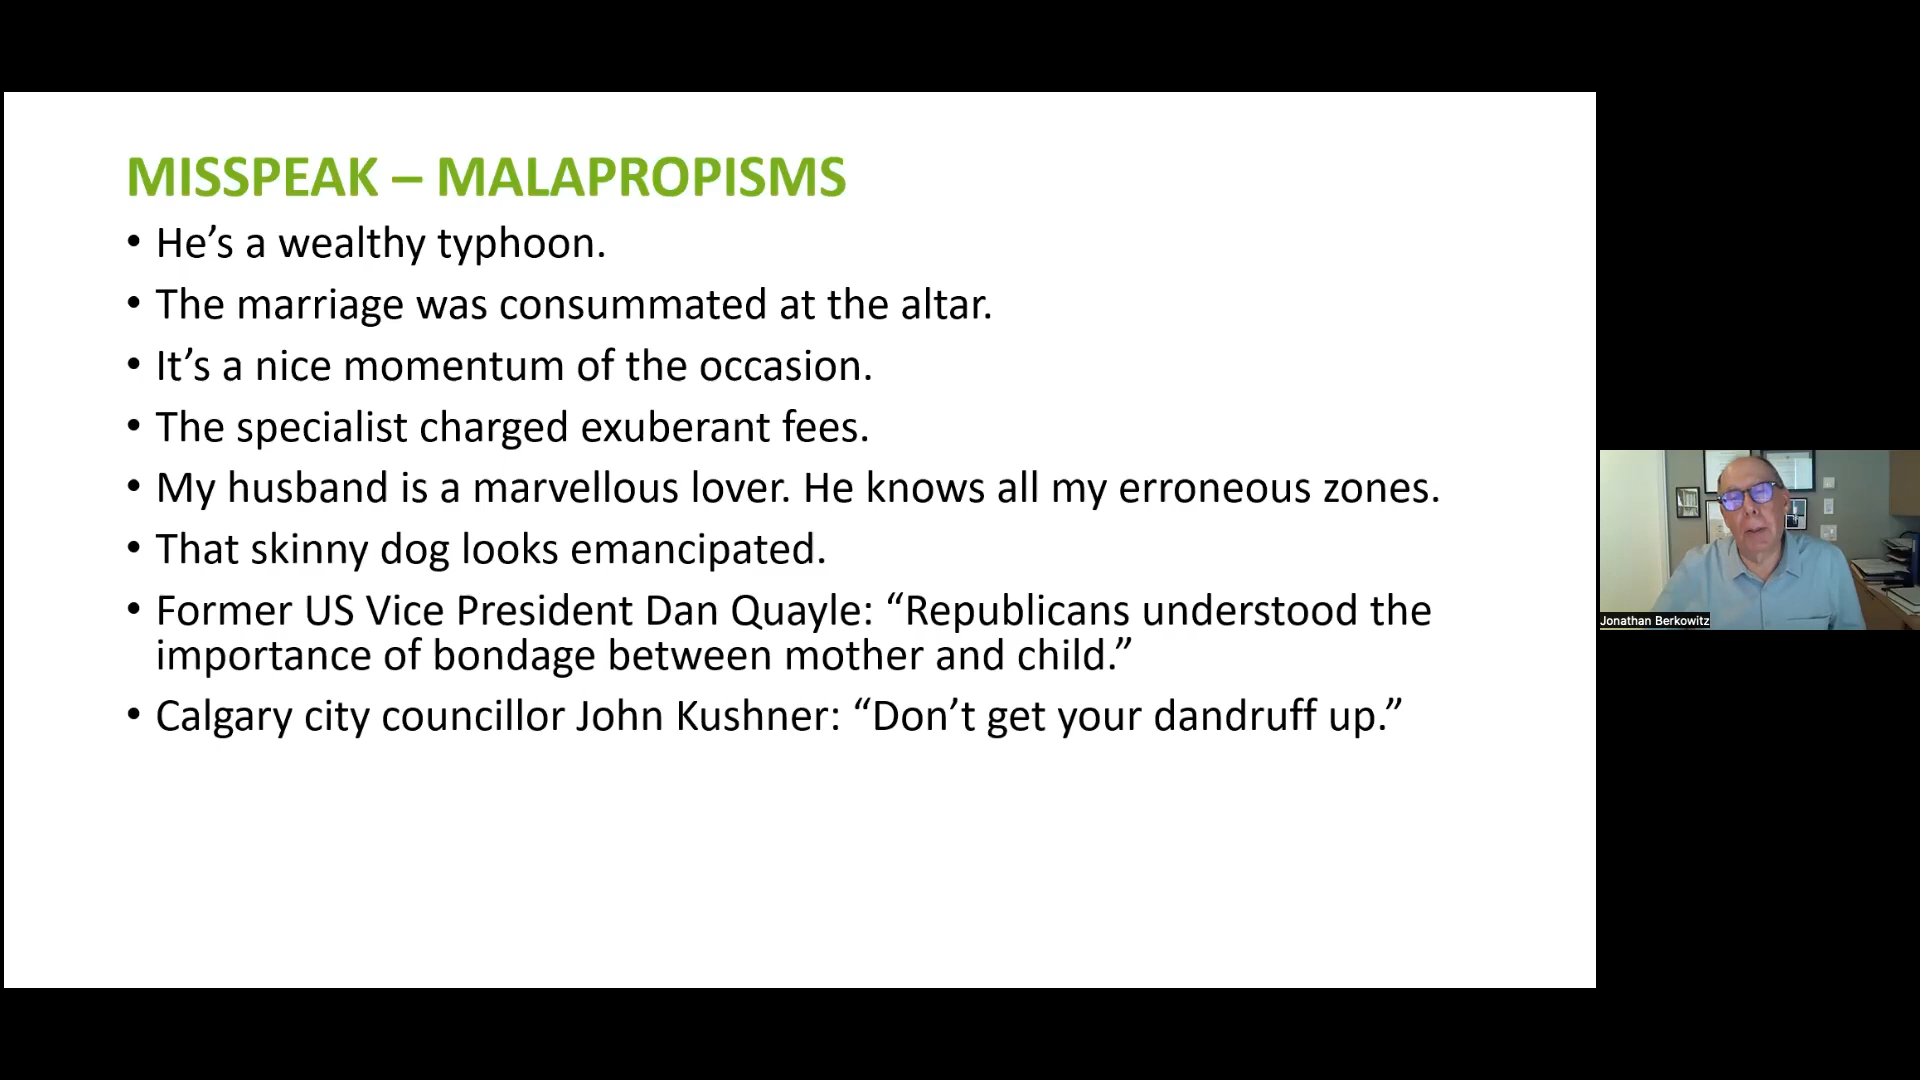 MISSPEAK – MALAPROPISMS
• He’s a wealthy typhoon.
• The marriage was consummated at the altar.
• It’s a nice momentum of the occasion.
• The specialist charged exuberant fees.
• My husband is a marvellous lover. He knows all my erroneous zones.
• That skinny dog looks emancipated.
• Former US Vice President Dan Quayle: “Republicans understood the
importance of bondage between mother and child.”
• Calgary city councillor John Kushner: “Don’t get your dandruff up.”
Jonathan Berkowitz